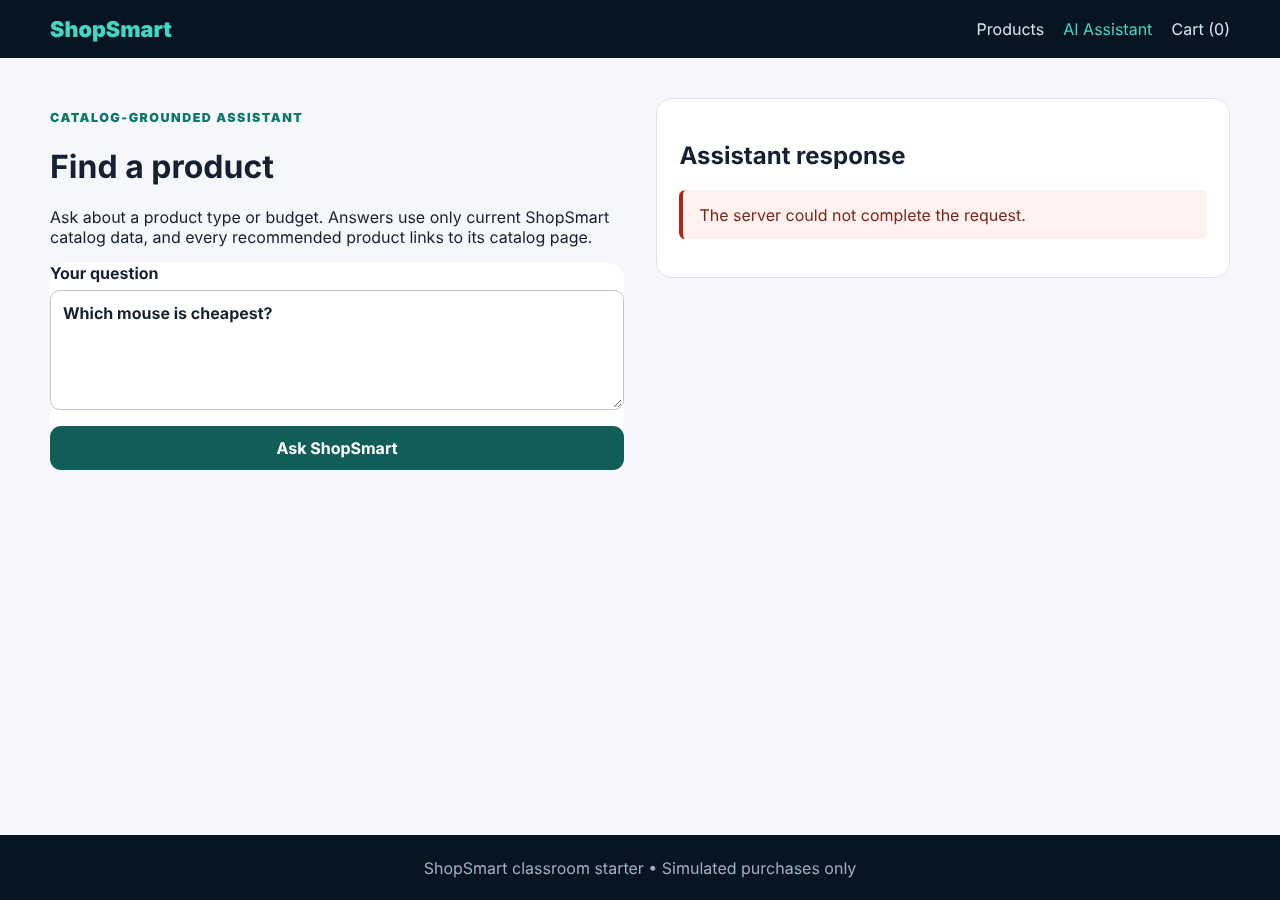 ShopSmart
Products
AI Assistant
Cart (0)
CATALOG-GROUNDED ASSISTANT
Find a product
Ask about a product type or budget. Answers use only current ShopSmart
catalog data, and every recommended product links to its catalog page.
Your question
Which mouse is cheapest?
Ask ShopSmart
Assistant response
The server could not complete the request.
ShopSmart classroom starter • Simulated purchases only